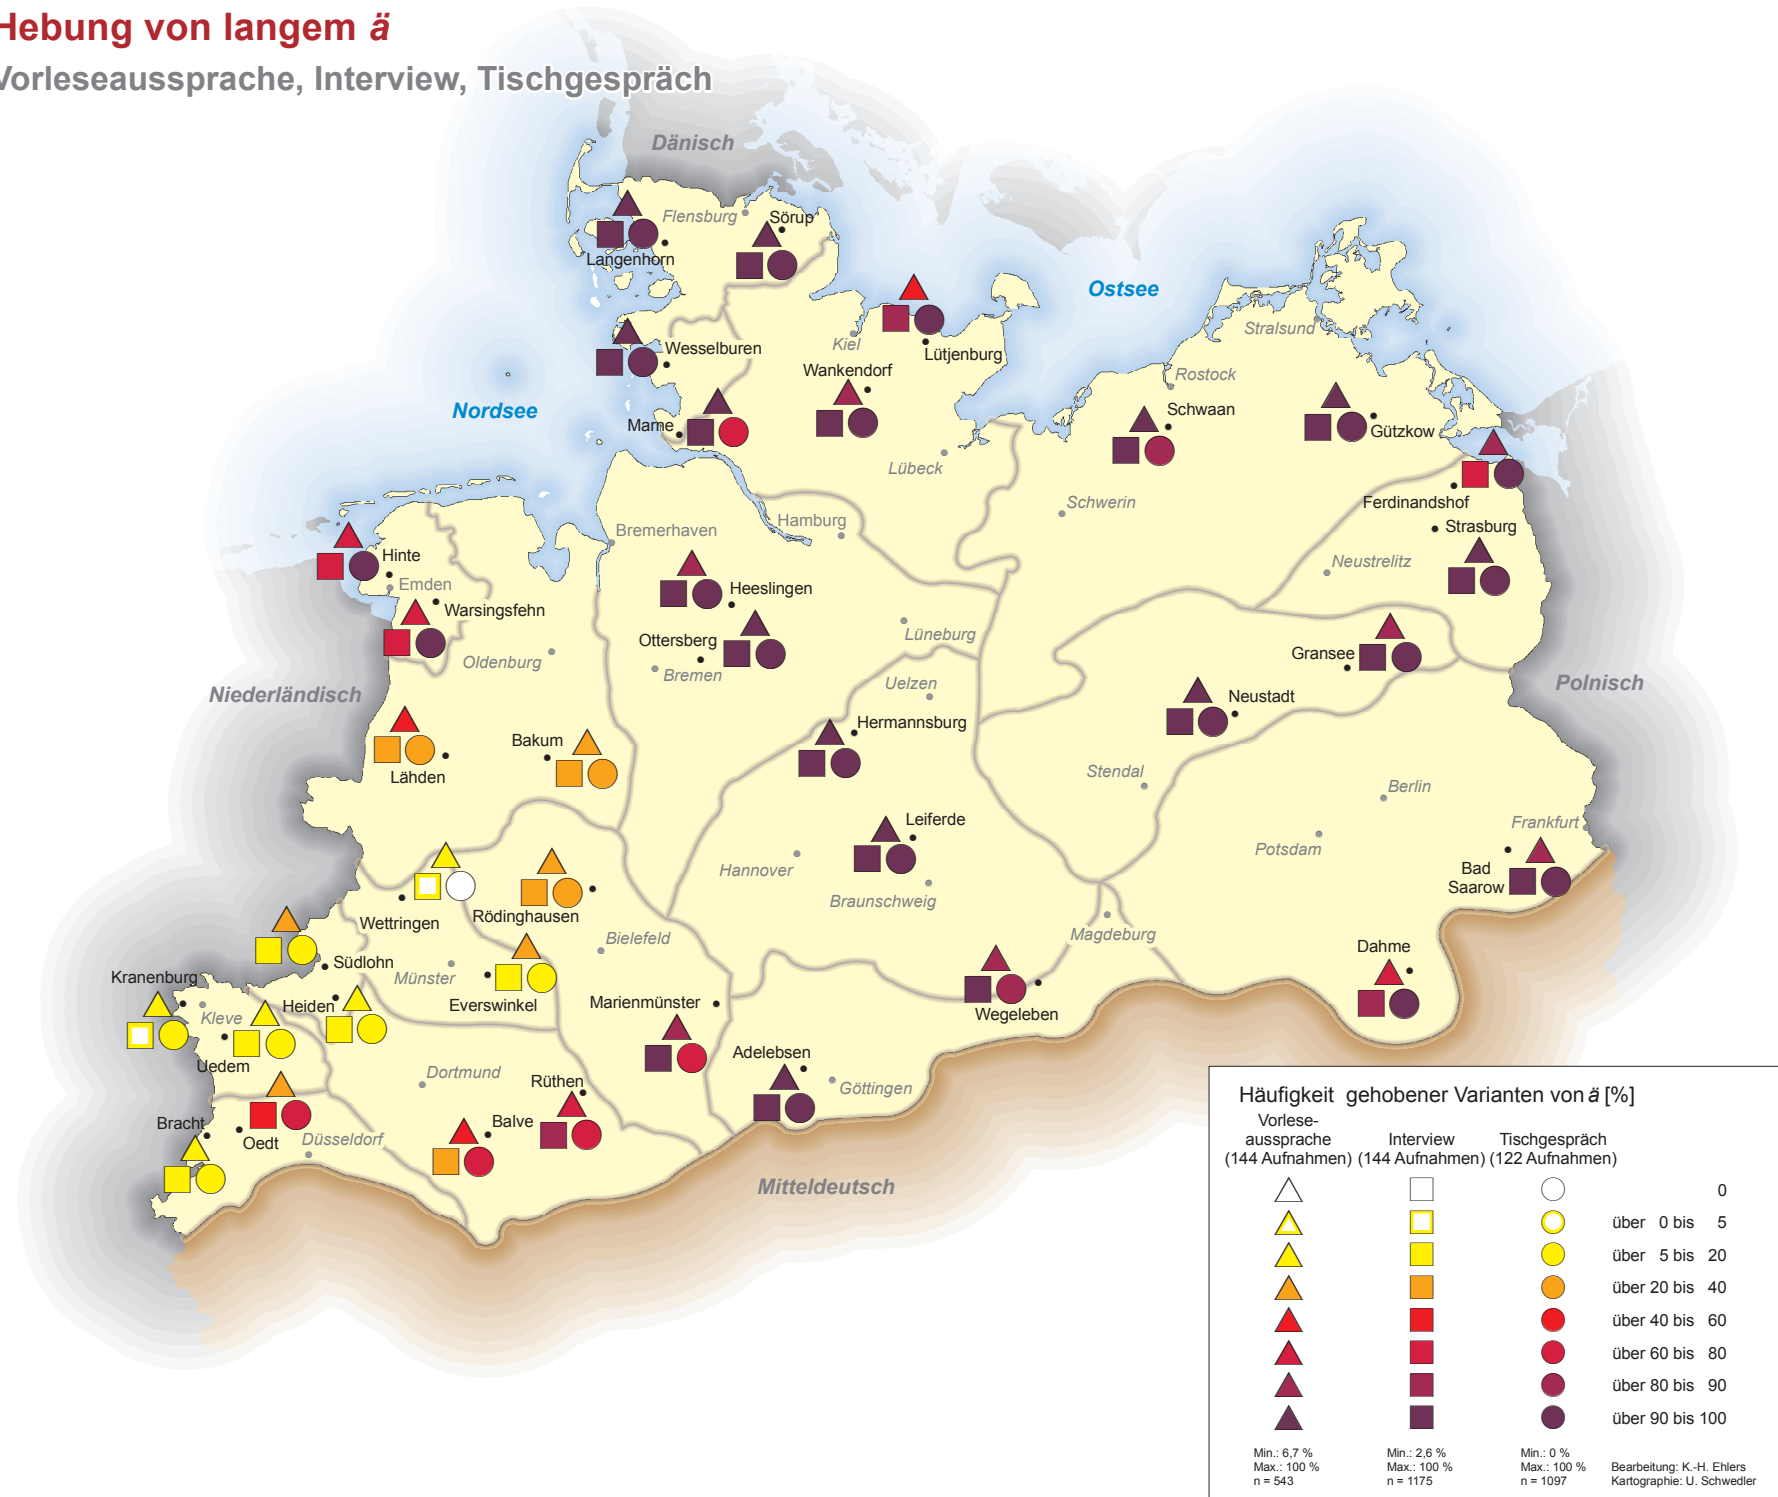 Hebung von langem ä
Vorleseaussprache, Interview, Tischgespräch
Dänisch
Flensburg
Sörup
Langenhorn
Ostsee
Stralsund
Kiel
Lütjenburg
Wesselburen
Wankendorf
Rostock
Nordsee
Schwaan
Marne
Gützkow
Lübeck
Schwerin
Ferdinandshof
Hamburg
Bremerhaven
Strasburg
Hinte
Neustrelitz
Emden
Heeslingen
Warsingsfehn
Lüneburg
Ottersberg
Gransee
Oldenburg
Bremen
Uelzen
Niederländisch
Polnisch
Neustadt
Hermannsburg
Bakum
Lähden
Stendal
Berlin
Leiferde
Frankfurt
Potsdam
Hannover
Bad
Saarow
Braunschweig
Rödinghausen
Wettringen
Bielefeld
Magdeburg
Dahme
Südlohn
Münster
Kranenburg
Everswinkel
Heiden
Marienmünster
Wegeleben
Kleve
Adelebsen
Uedem
Dortmund
Rüthen
Göttingen
Bracht
Balve
Oedt
Düsseldorf
Mitteldeutsch
Häufigkeit gehobener Varianten von ä [%]
Vorlese-
aussprache Interview Tischgespräch
(144 Aufnahmen) (144 Aufnahmen) (122 Aufnahmen)
0
über 0 bis 5
über 5 bis 20
über 20 bis 40
über 40 bis 60
über 60 bis 80
über 80 bis 90
über 90 bis 100
Min.: 6,7 % Min.: 2,6 % Min.: 0 %
Max.: 100 % Max.: 100 % Max.: 100 % Bearbeitung: K.-H. Ehlers
n = 543 n = 1175 n = 1097 Kartographie: U. Schwedler